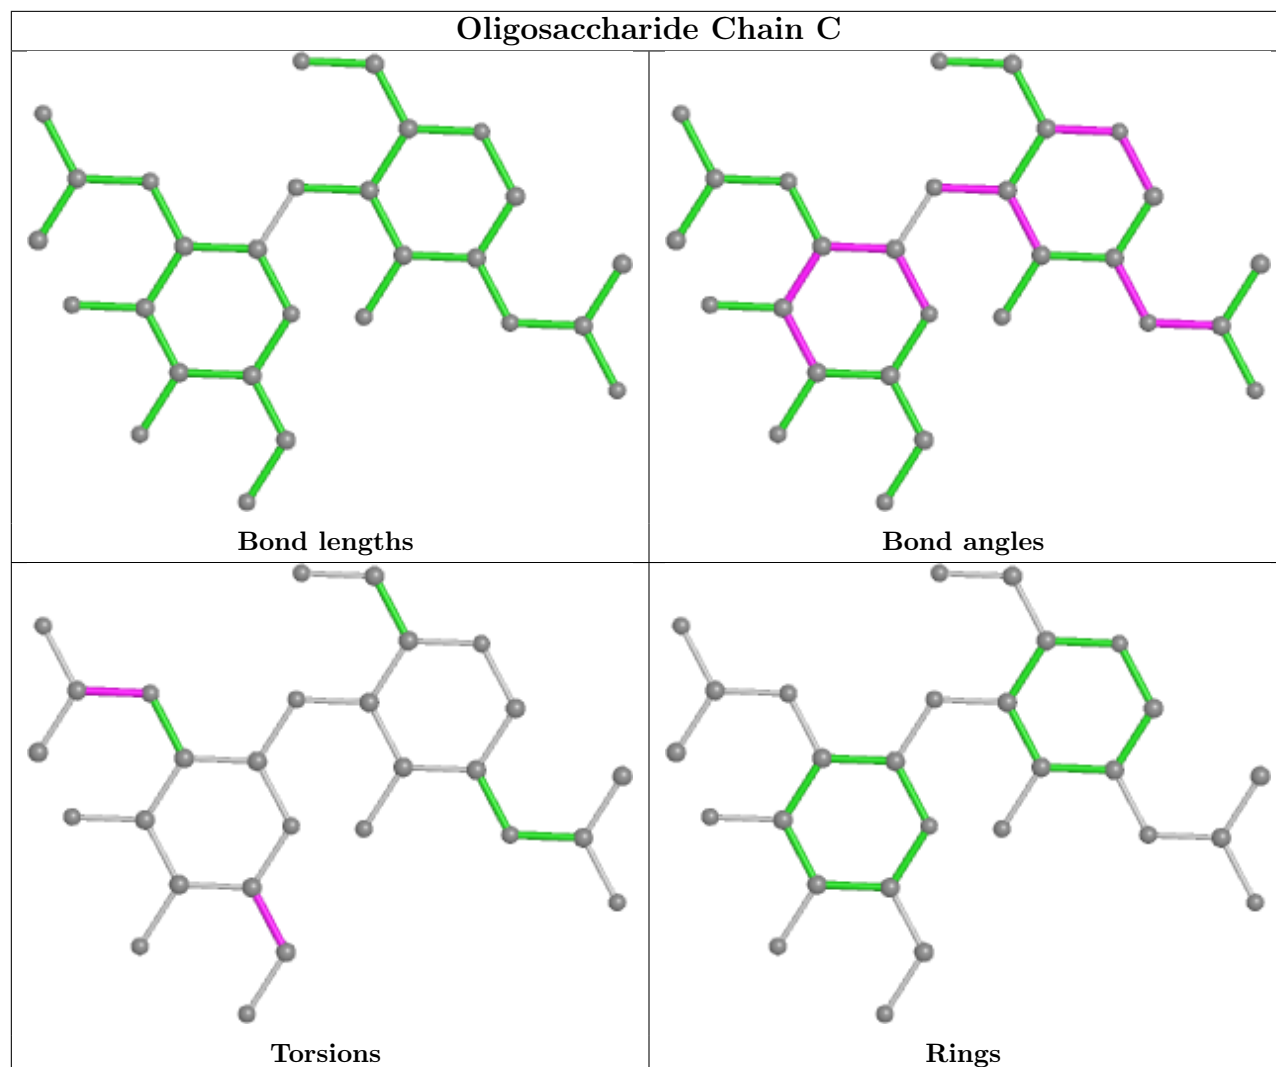 Oligosaccharide Chain C
Bond lengths
Bond angles
Torsions
Rings